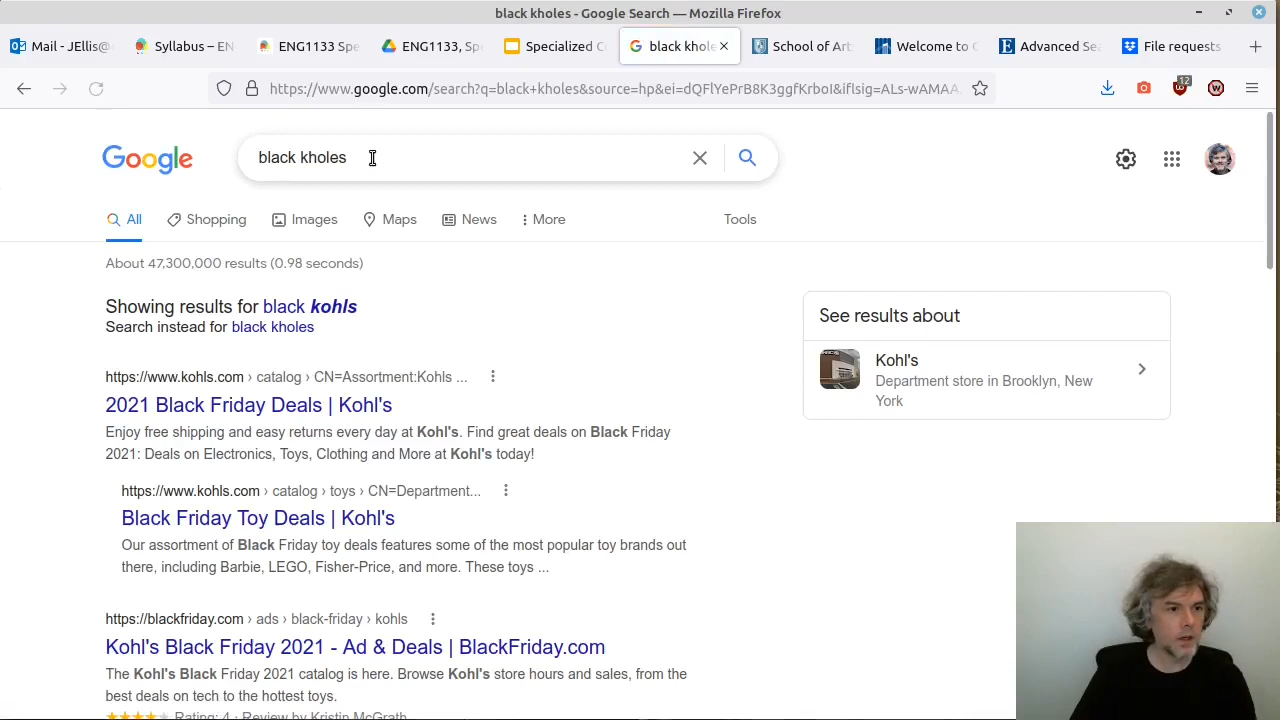 black kholes - Google Search — Mozilla Firefox
Mail - JEllis@
Syllabus – EN
ENG1133 Spe
ENG1133, Sp
Specialized C
black khole
School of Art
Welcome to
Advanced Sea
File requests
https://www.google.com/search?q=black+kholes&source=hp&ei=dQFlYePrB8K3ggfKrboI&iflsig=ALs-wAMAA
12
Google
black kholes
All
Shopping
Images
Maps
News
More
Tools
About 47,300,000 results (0.98 seconds)
Showing results for black kohls
Search instead for black kholes
See results about
Kohl's
Department store in Brooklyn, New
York
https://www.kohls.com › catalog › CN=Assortment:Kohls ...
2021 Black Friday Deals | Kohl's
Enjoy free shipping and easy returns every day at Kohl's. Find great deals on Black Friday
2021: Deals on Electronics, Toys, Clothing and More at Kohl's today!
https://www.kohls.com › catalog › toys › CN=Department...
Black Friday Toy Deals | Kohl's
Our assortment of Black Friday toy deals features some of the most popular toy brands out
there, including Barbie, LEGO, Fisher-Price, and more. These toys ...
https://blackfriday.com › ads › black-friday › kohls
Kohl's Black Friday 2021 - Ad & Deals | BlackFriday.com
The Kohl's Black Friday 2021 catalog is here. Browse Kohl's store hours and sales, from the
best deals on tech to the hottest toys.
Rating: 4 · Review by Kristin McGrath